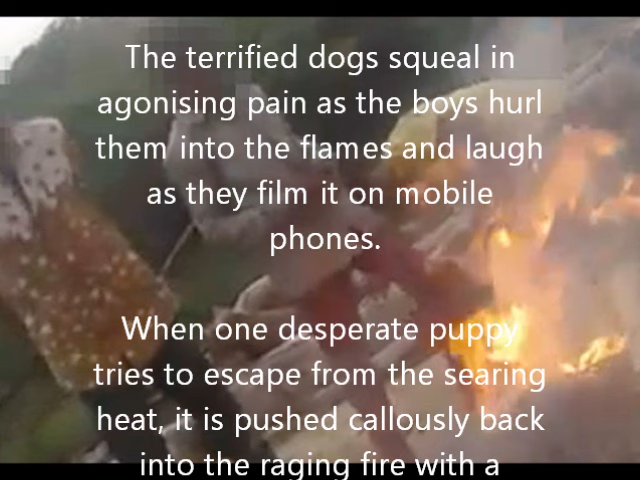 The terrified dogs squeal in
agonising pain as the boys hurl
them into the flames and laugh
as they film it on mobile
phones.
When one desperate puppy
tries to escape from the searing
heat, it is pushed callously back
into the raging fire with a